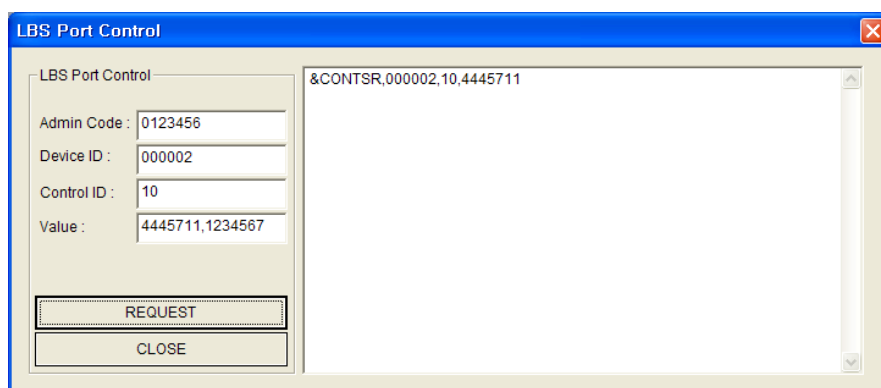 LBS Port Control
LBS Port Control
Admin Code : 0123456
Device ID : 000002
Control ID : 10
Value : 4445711,1234567
REQUEST
CLOSE
&CONTSR,000002,10,4445711